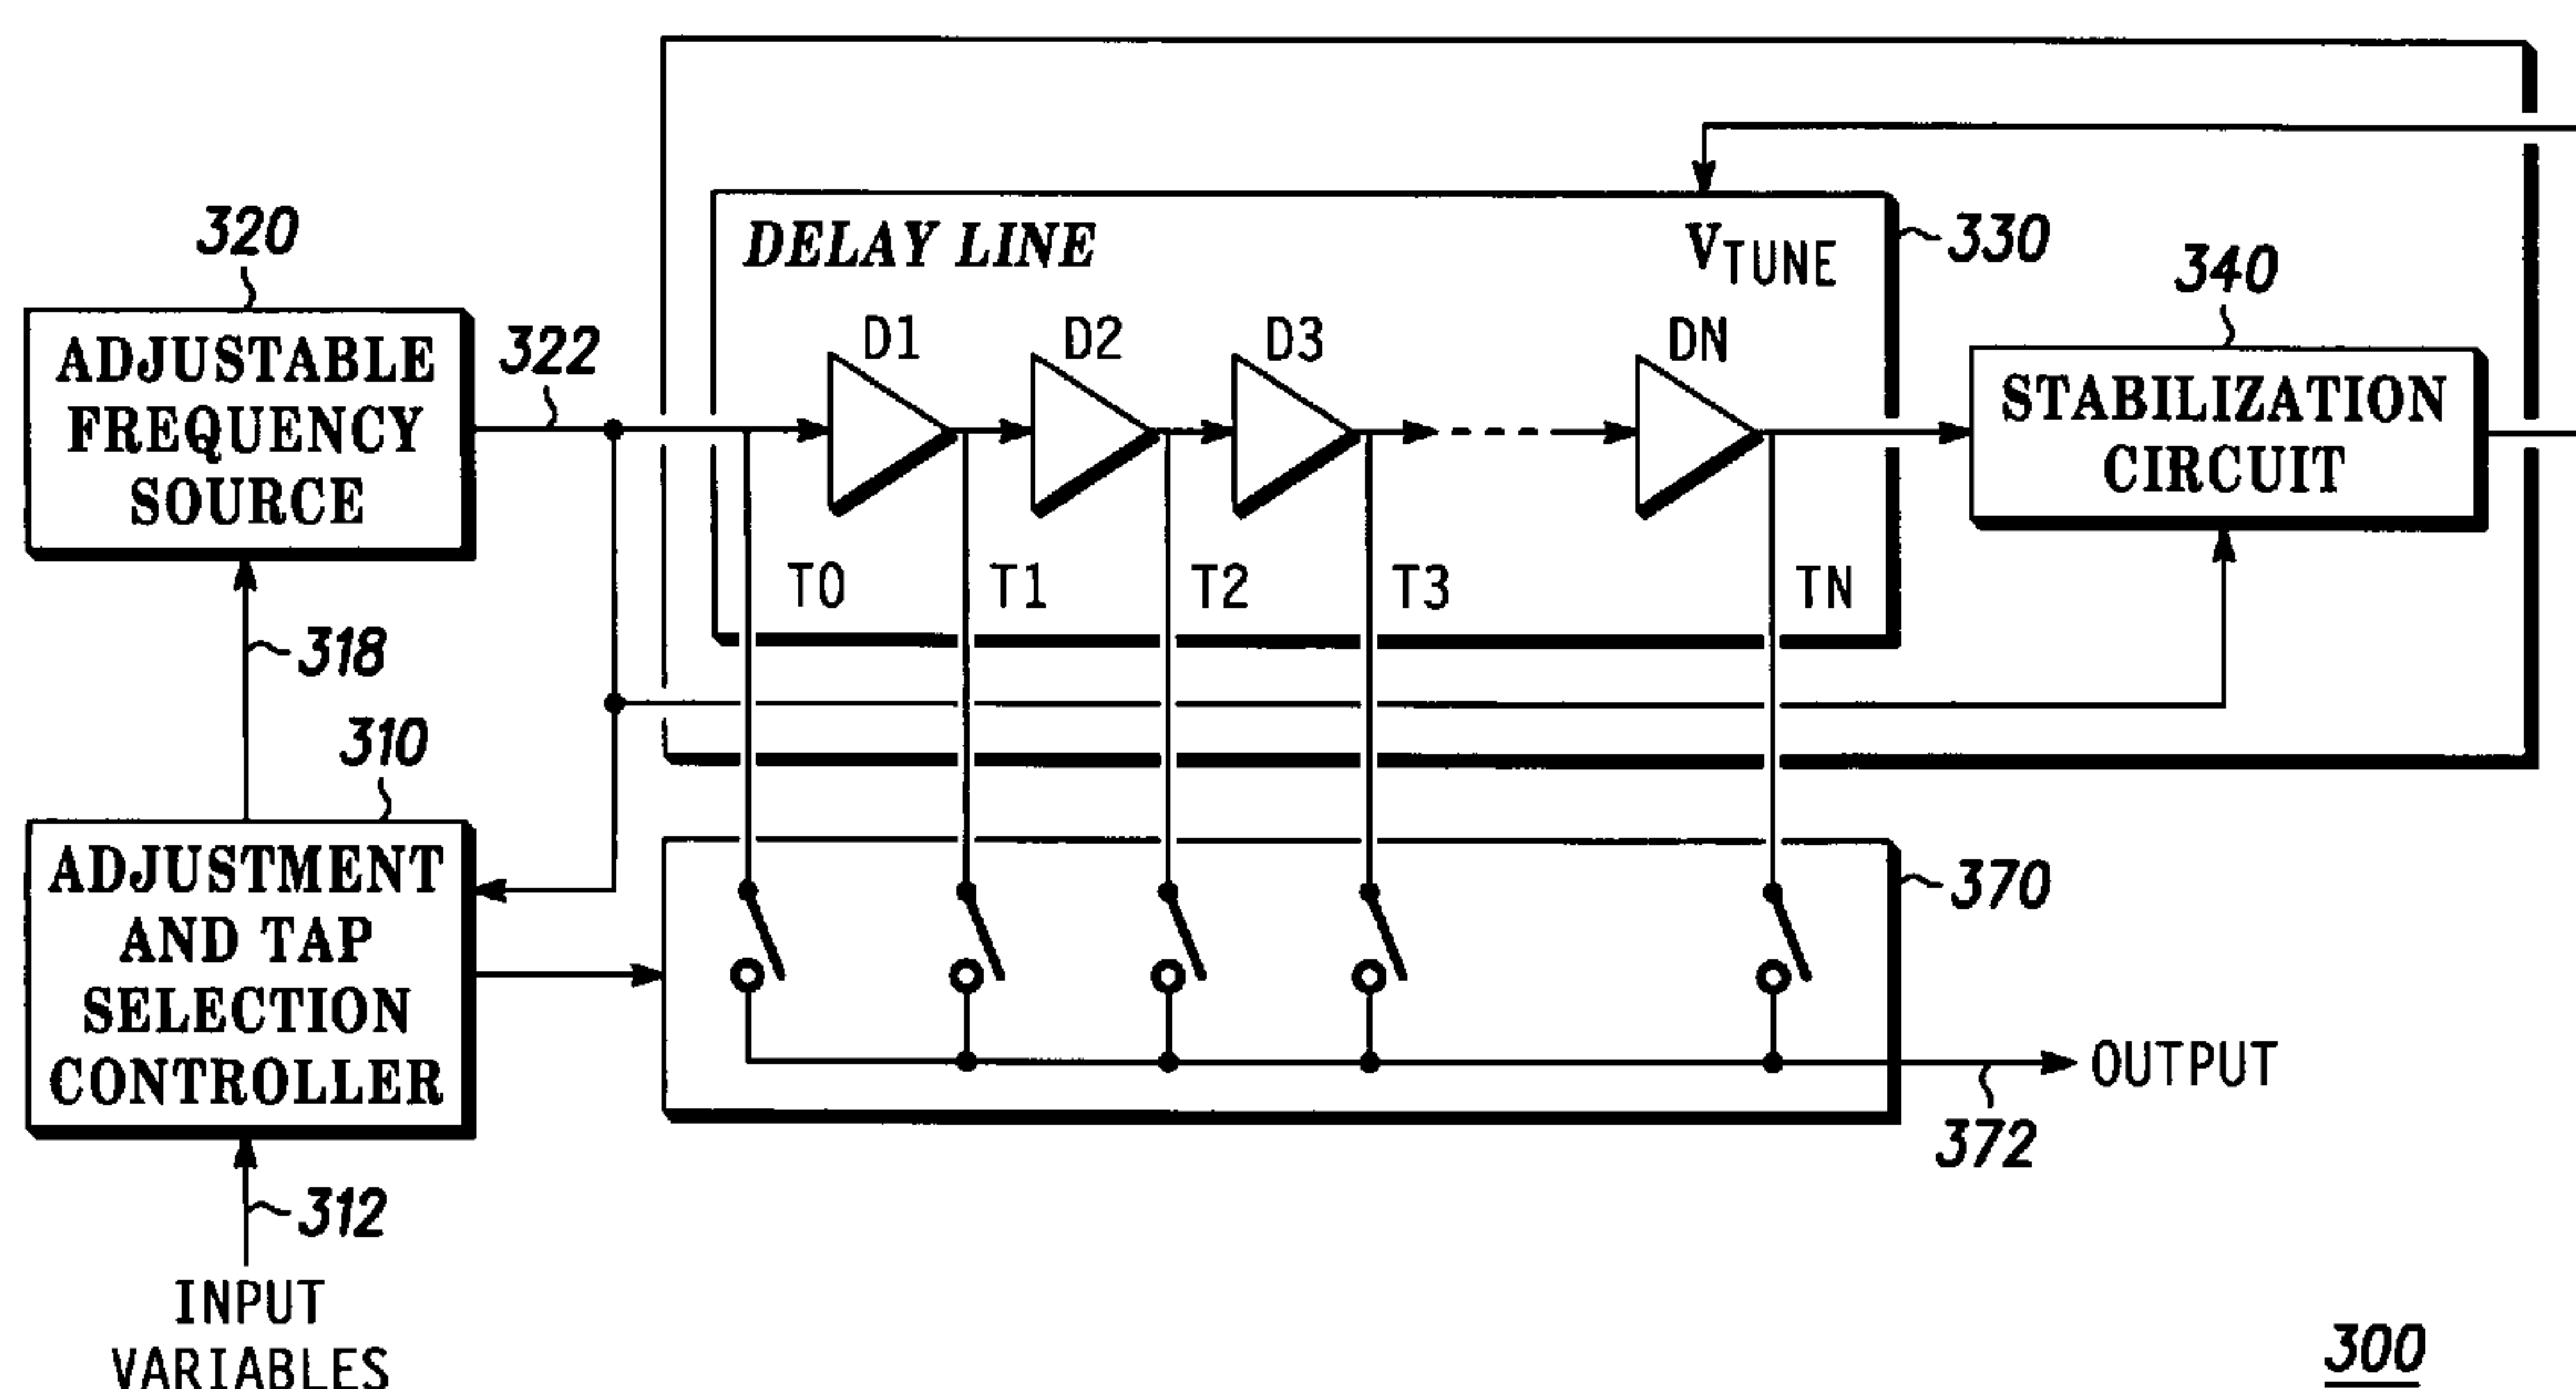 320
ADJUSTABLE
FREQUENCY
SOURCE
322
318
310
ADJUSTMENT
AND TAP
SELECTION
CONTROLLER
312
INPUT
VARIABLES
DELAY LINE
VTUNE
330
D1
D2
D3
DN
T0
T1
T2
T3
TN
340
STABILIZATION
CIRCUIT
370
OUTPUT
372
300